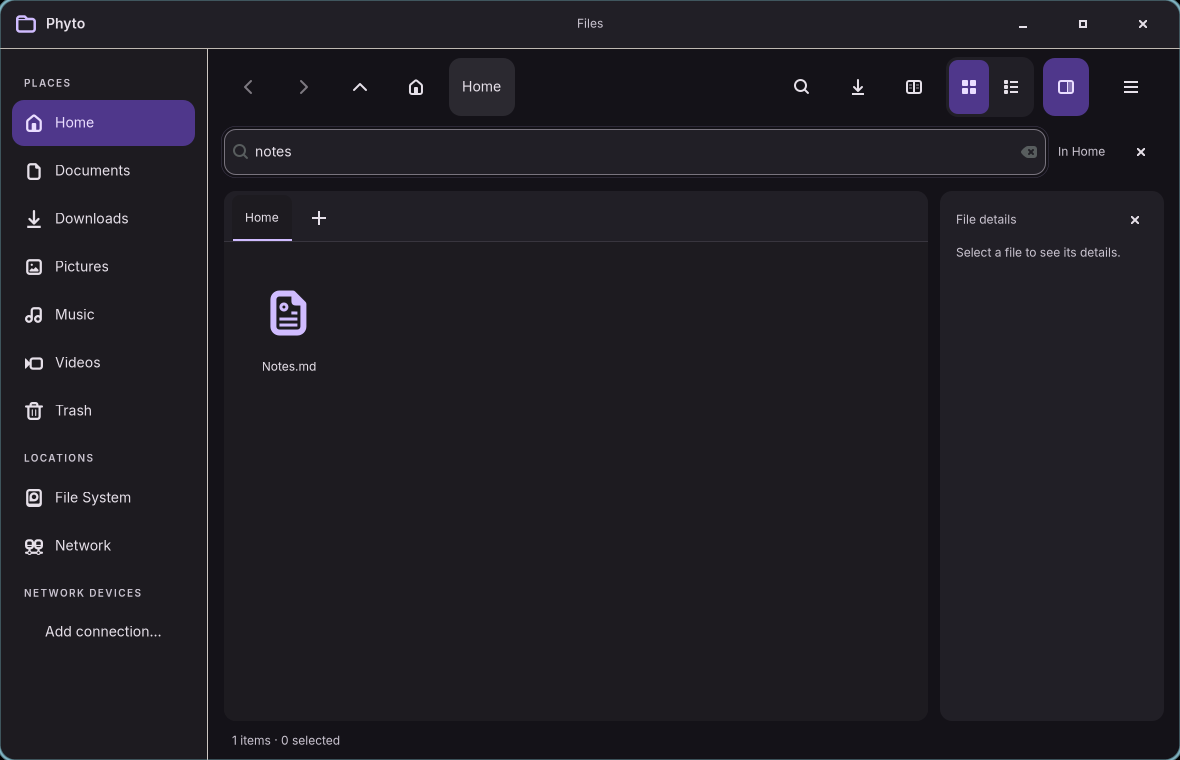 Phyto
Files
PLACES
Home
Documents
Downloads
Pictures
Music
Videos
Trash
LOCATIONS
File System
Network
NETWORK DEVICES
Add connection...
Home
notes
In Home
Home
Notes.md
File details
Select a file to see its details.
1 items · 0 selected